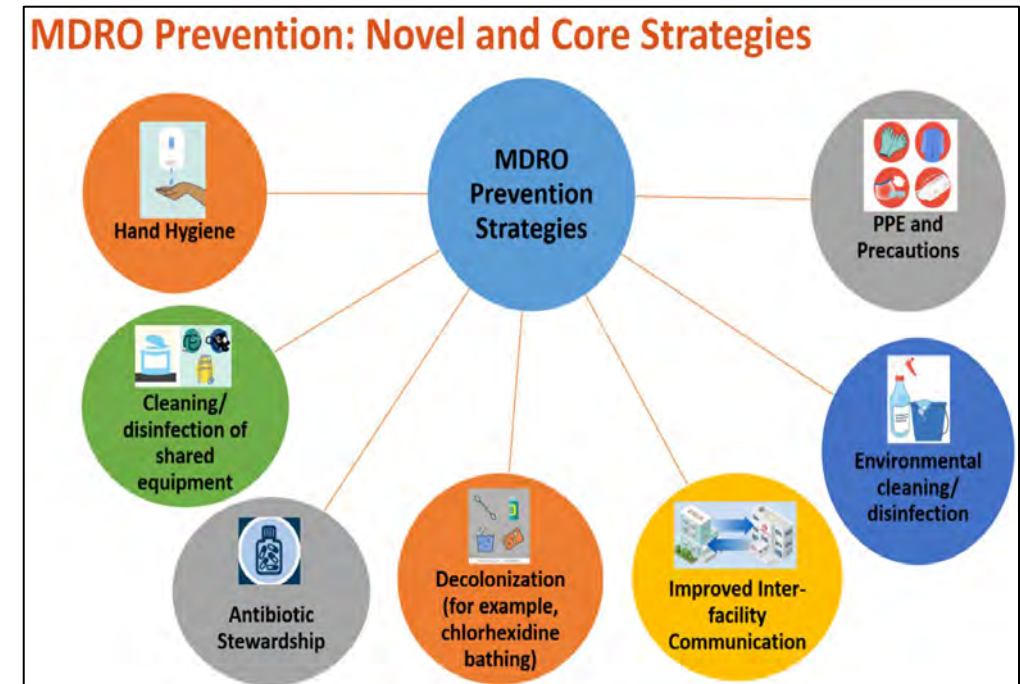 MDRO Prevention: Novel and Core Strategies
MDRO
Prevention
Strategies
Hand Hygiene
PPE and
Precautions
Cleaning/
disinfection of
shared
equipment
Environmental
cleaning/
disinfection
Antibiotic
Stewardship
Decolonization
(for example,
chlorhexidine
bathing)
Improved Inter-
facility
Communication